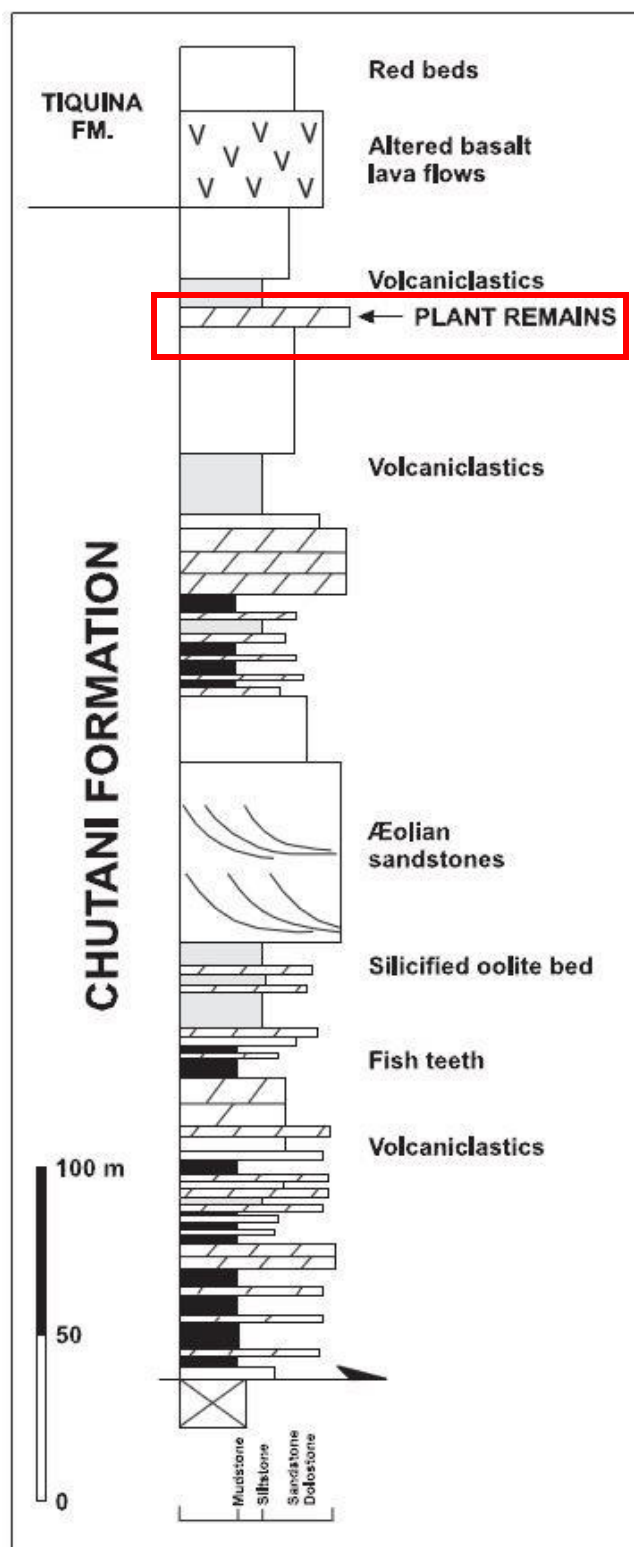 Red beds
TIQUINA
FM.
Altered basalt
lava flows
V V V
V V
V V V
Volcaniclastics
PLANT REMAINS
Volcaniclastics
CHUTANI FORMATION
Æolian
sandstones
Silicified oolite bed
Fish teeth
Volcaniclastics
100 m
50
0
Mudstone
Siltstone
Sandstone
Dolostone